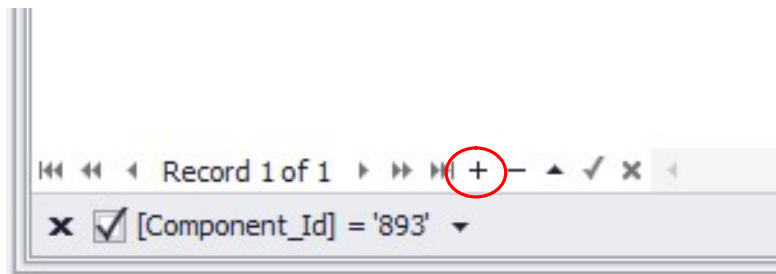 Record 1 of 1
[Component_Id] = '893'